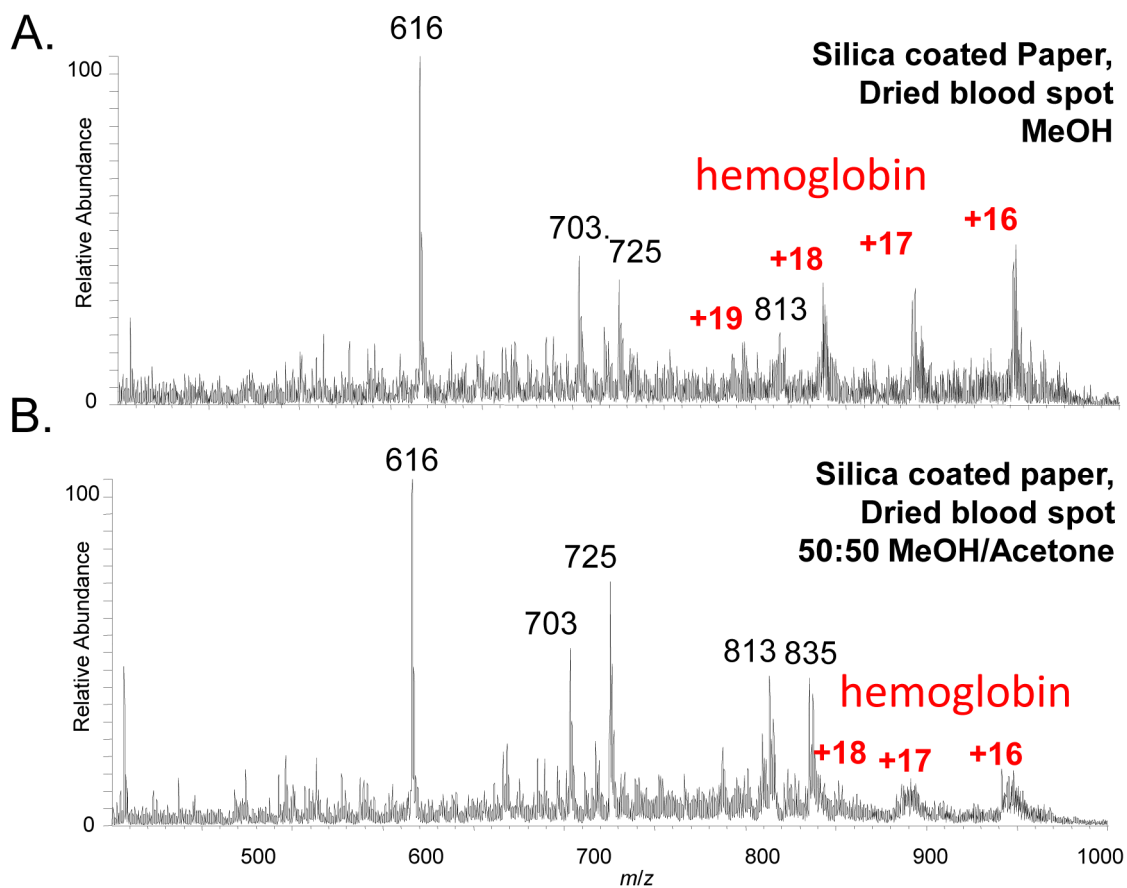 A.
616
100
Silica coated Paper,
Dried blood spot
MeOH
hemoglobin
+16
+17
+18
703.
725
813
+19
Relative Abundance
0
B.
616
100
Silica coated paper,
Dried blood spot
50:50 MeOH/Acetone
725
703
813 835
hemoglobin
+18 +17 +16
Relative Abundance
0
500 600 700 800 900 1000
m/z